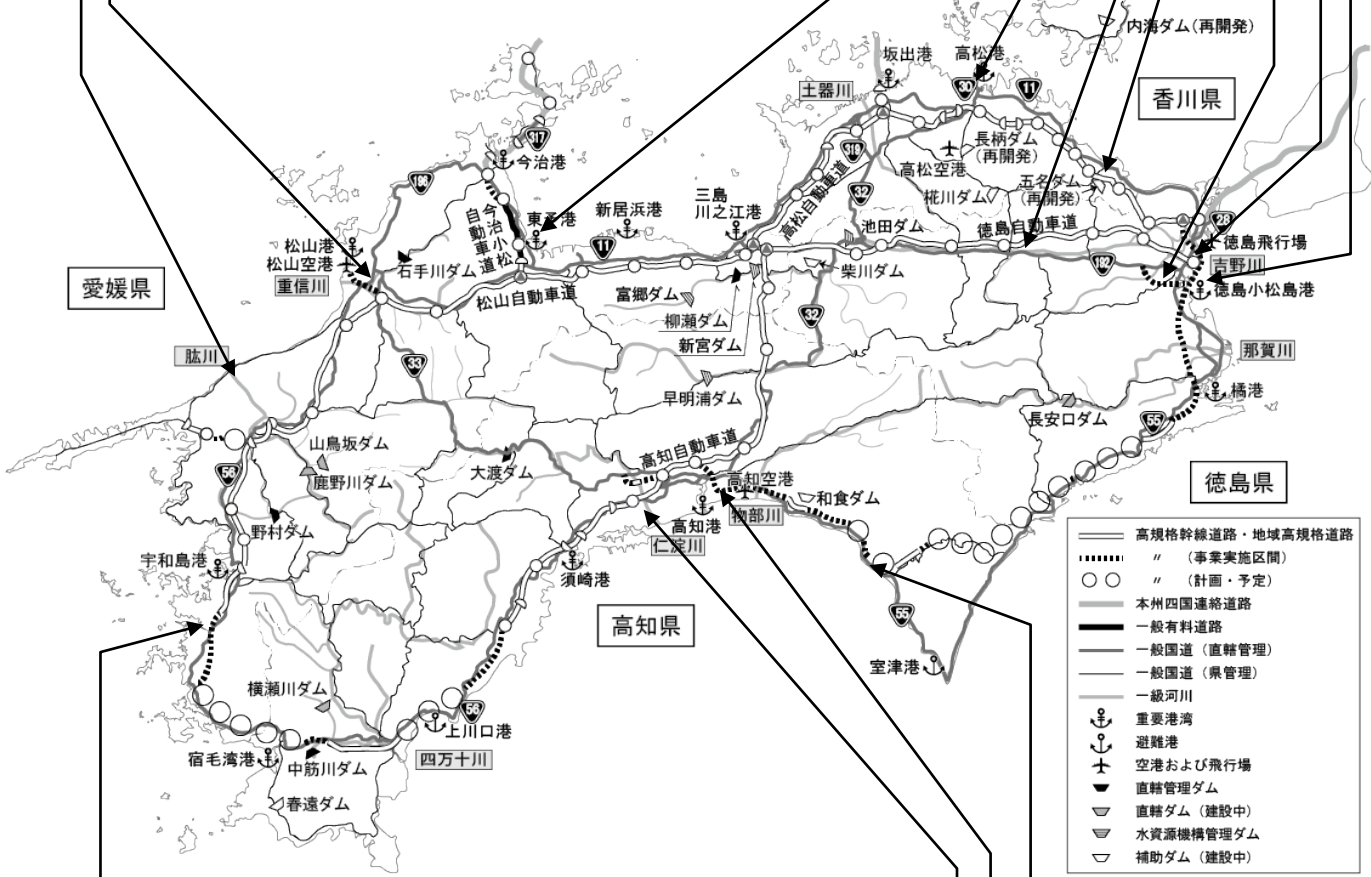 内海ダム(再開発)
坂出港
高松港
土器川
30
11
香川県
317
今治港
長柄ダム
(再開発)
319
高松空港
五名ダム
(再開発)
椛川ダム
196
32
高松自動車道
今治小松
自動車道
東予港
新居浜港
三島
川之江港
池田ダム
徳島自動車道
28
徳島飛行場
松山港
松山空港
重信川
石手川ダム
11
柴川ダム
192
吉野川
徳島小松島港
愛媛県
松山自動車道
富郷ダム
柳瀬ダム
32
新宮ダム
肱川
33
那賀川
早明浦ダム
橘港
長安口ダム
55
山鳥坂ダム
高知自動車道
56
鹿野川ダム
大渡ダム
高知空港
和食ダム
徳島県
野村ダム
高知港
物部川
仁淀川
宇和島港
須崎港
高知県
55
室津港
横瀬川ダム
56
上川口港
宿毛湾港
中筋川ダム
四万十川
春遠ダム
高規格幹線道路・地域高規格道路
〃 (事業実施区間)
〃 (計画・予定)
本州四国連絡道路
一般有料道路
一般国道(直轄管理)
一般国道(県管理)
一級河川
重要港湾
避難港
空港および飛行場
直轄管理ダム
直轄ダム(建設中)
水資源機構管理ダム
補助ダム(建設中)